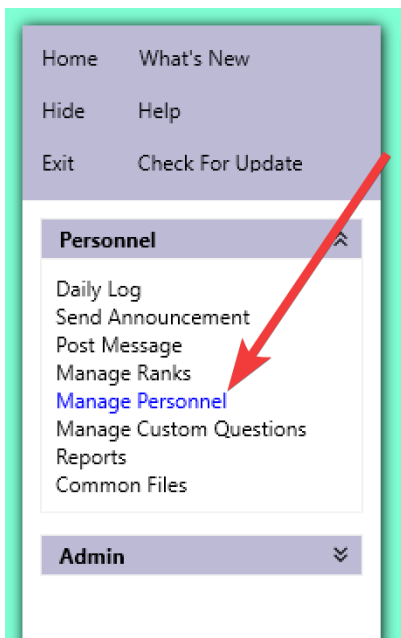 Home What's New
Hide Help
Exit Check For Update
Personnel
Daily Log
Send Announcement
Post Message
Manage Ranks
Manage Personnel
Manage Custom Questions
Reports
Common Files
Admin